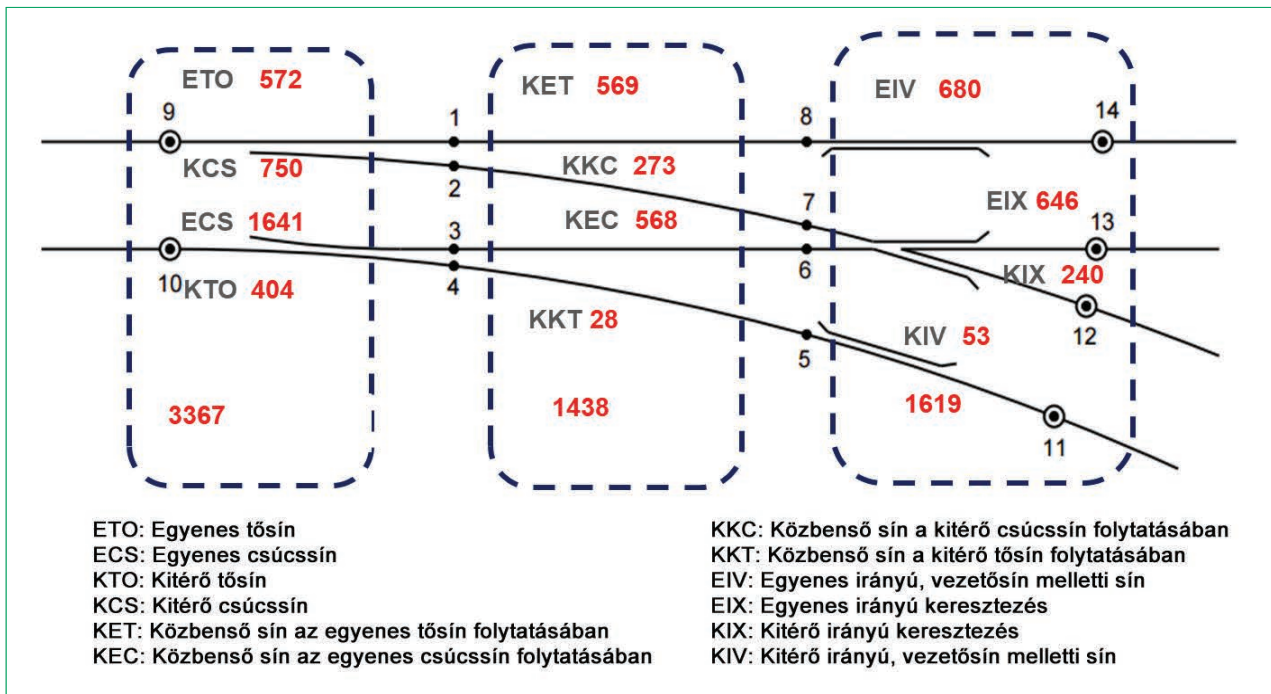 ETO 572
KET 569
EIV 680
9
1
8
14
KCS 750
2
KKC 273
7
EIX 646
ECS 1641
3
KEC 568
6
13
10
KTO 404
4
KIX 240
12
KKT 28
5
KIV 53
11
3367
1438
1619
ETO: Egyenes tősín
ECS: Egyenes csúcssín
KTO: Kitérő tősín
KCS: Kitérő csúcssín
KET: Közbenső sín az egyenes tősín folytatásában
KEC: Közbenső sín az egyenes csúcssín folytatásában
KKC: Közbenső sín a kitérő csúcssín folytatásában
KKT: Közbenső sín a kitérő tősín folytatásában
EIV: Egyenes irányú, vezetősín melletti sín
EIX: Egyenes irányú keresztezés
KIX: Kitérő irányú keresztezés
KIV: Kitérő irányú, vezetősín melletti sín